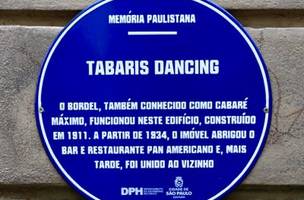 MEMÓRIA PAULISTANA
TABARIS DANCING
O BORDEL, TAMBÉM CONHECIDO COMO CABARÉ
MÁXIMO, FUNCIONOU NESTE EDIFÍCIO, CONSTRUÍDO
EM 1911. A PARTIR DE 1934, O IMÓVEL ABRIGOU O
BAR E RESTAURANTE PAN AMERICANO E, MAIS
TARDE, FOI UNIDO AO VIZINHO
DPH
CIDADE DE
SÃO PAULO